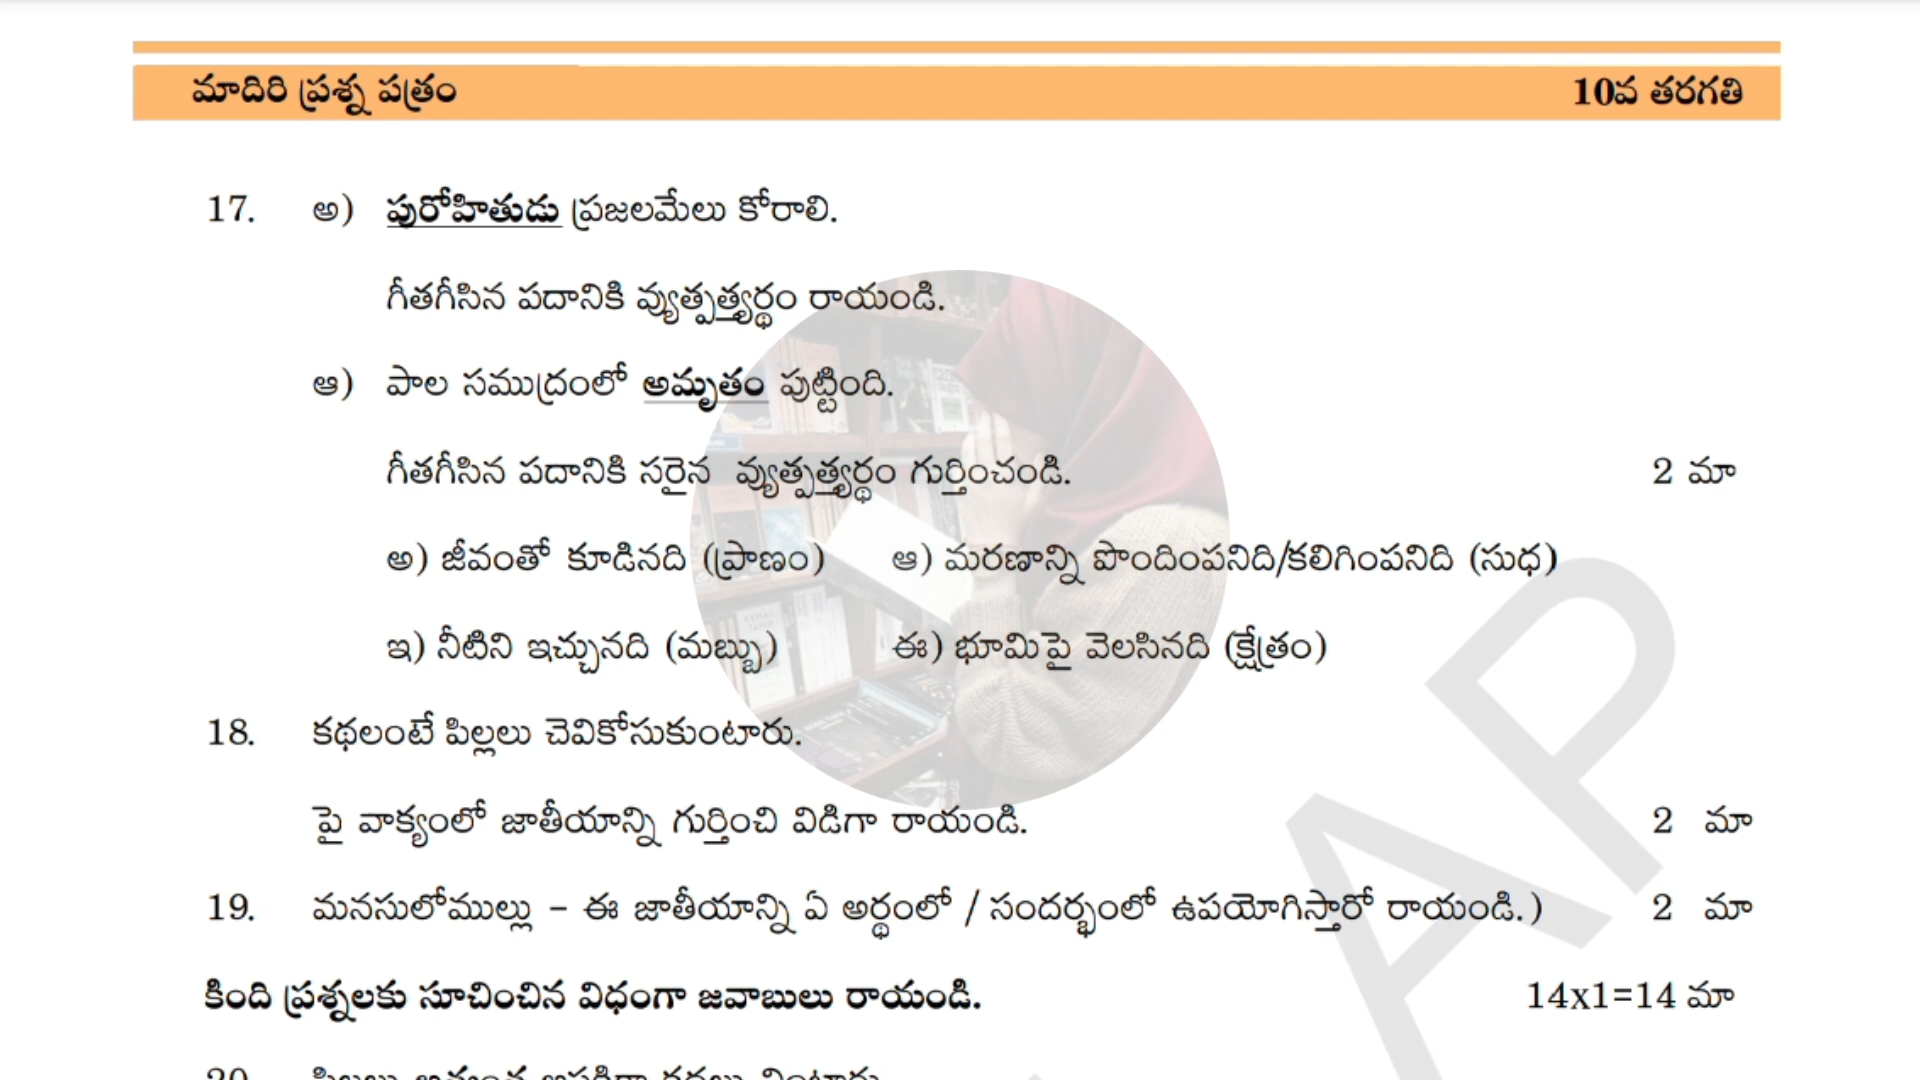 మాదిరి ప్రశ్న పత్రం 10వ తరగతి
17. అ) పురోహితుడు ప్రజలమేలు కోరాలి.
గీతగీసిన పదానికి వ్యుత్పత్త్యర్థం రాయండి.
ఆ) పాల సముద్రంలో అమృతం పుట్టింది.
గీతగీసిన పదానికి సరైన వ్యుత్పత్త్యర్థం గుర్తించండి. 2 మా
అ) జీవంతో కూడినది (ప్రాణం) ఆ) మరణాన్ని పొందింపనిది/కలిగింపనిది (సుధ)
ఇ) నీటిని ఇచ్చునది (మబ్బు) ఈ) భూమిపై వెలసినది (క్షేత్రం)
18. కథలంటే పిల్లలు చెవికోసుకుంటారు.
పై వాక్యంలో జాతీయాన్ని గుర్తించి విడిగా రాయండి. 2 మా
19. మనసులోముల్లు – ఈ జాతీయాన్ని ఏ అర్థంలో / సందర్భంలో ఉపయోగిస్తారో రాయండి.) 2 మా
కింది ప్రశ్నలకు సూచించిన విధంగా జవాబులు రాయండి. 14x1=14 మా
AP